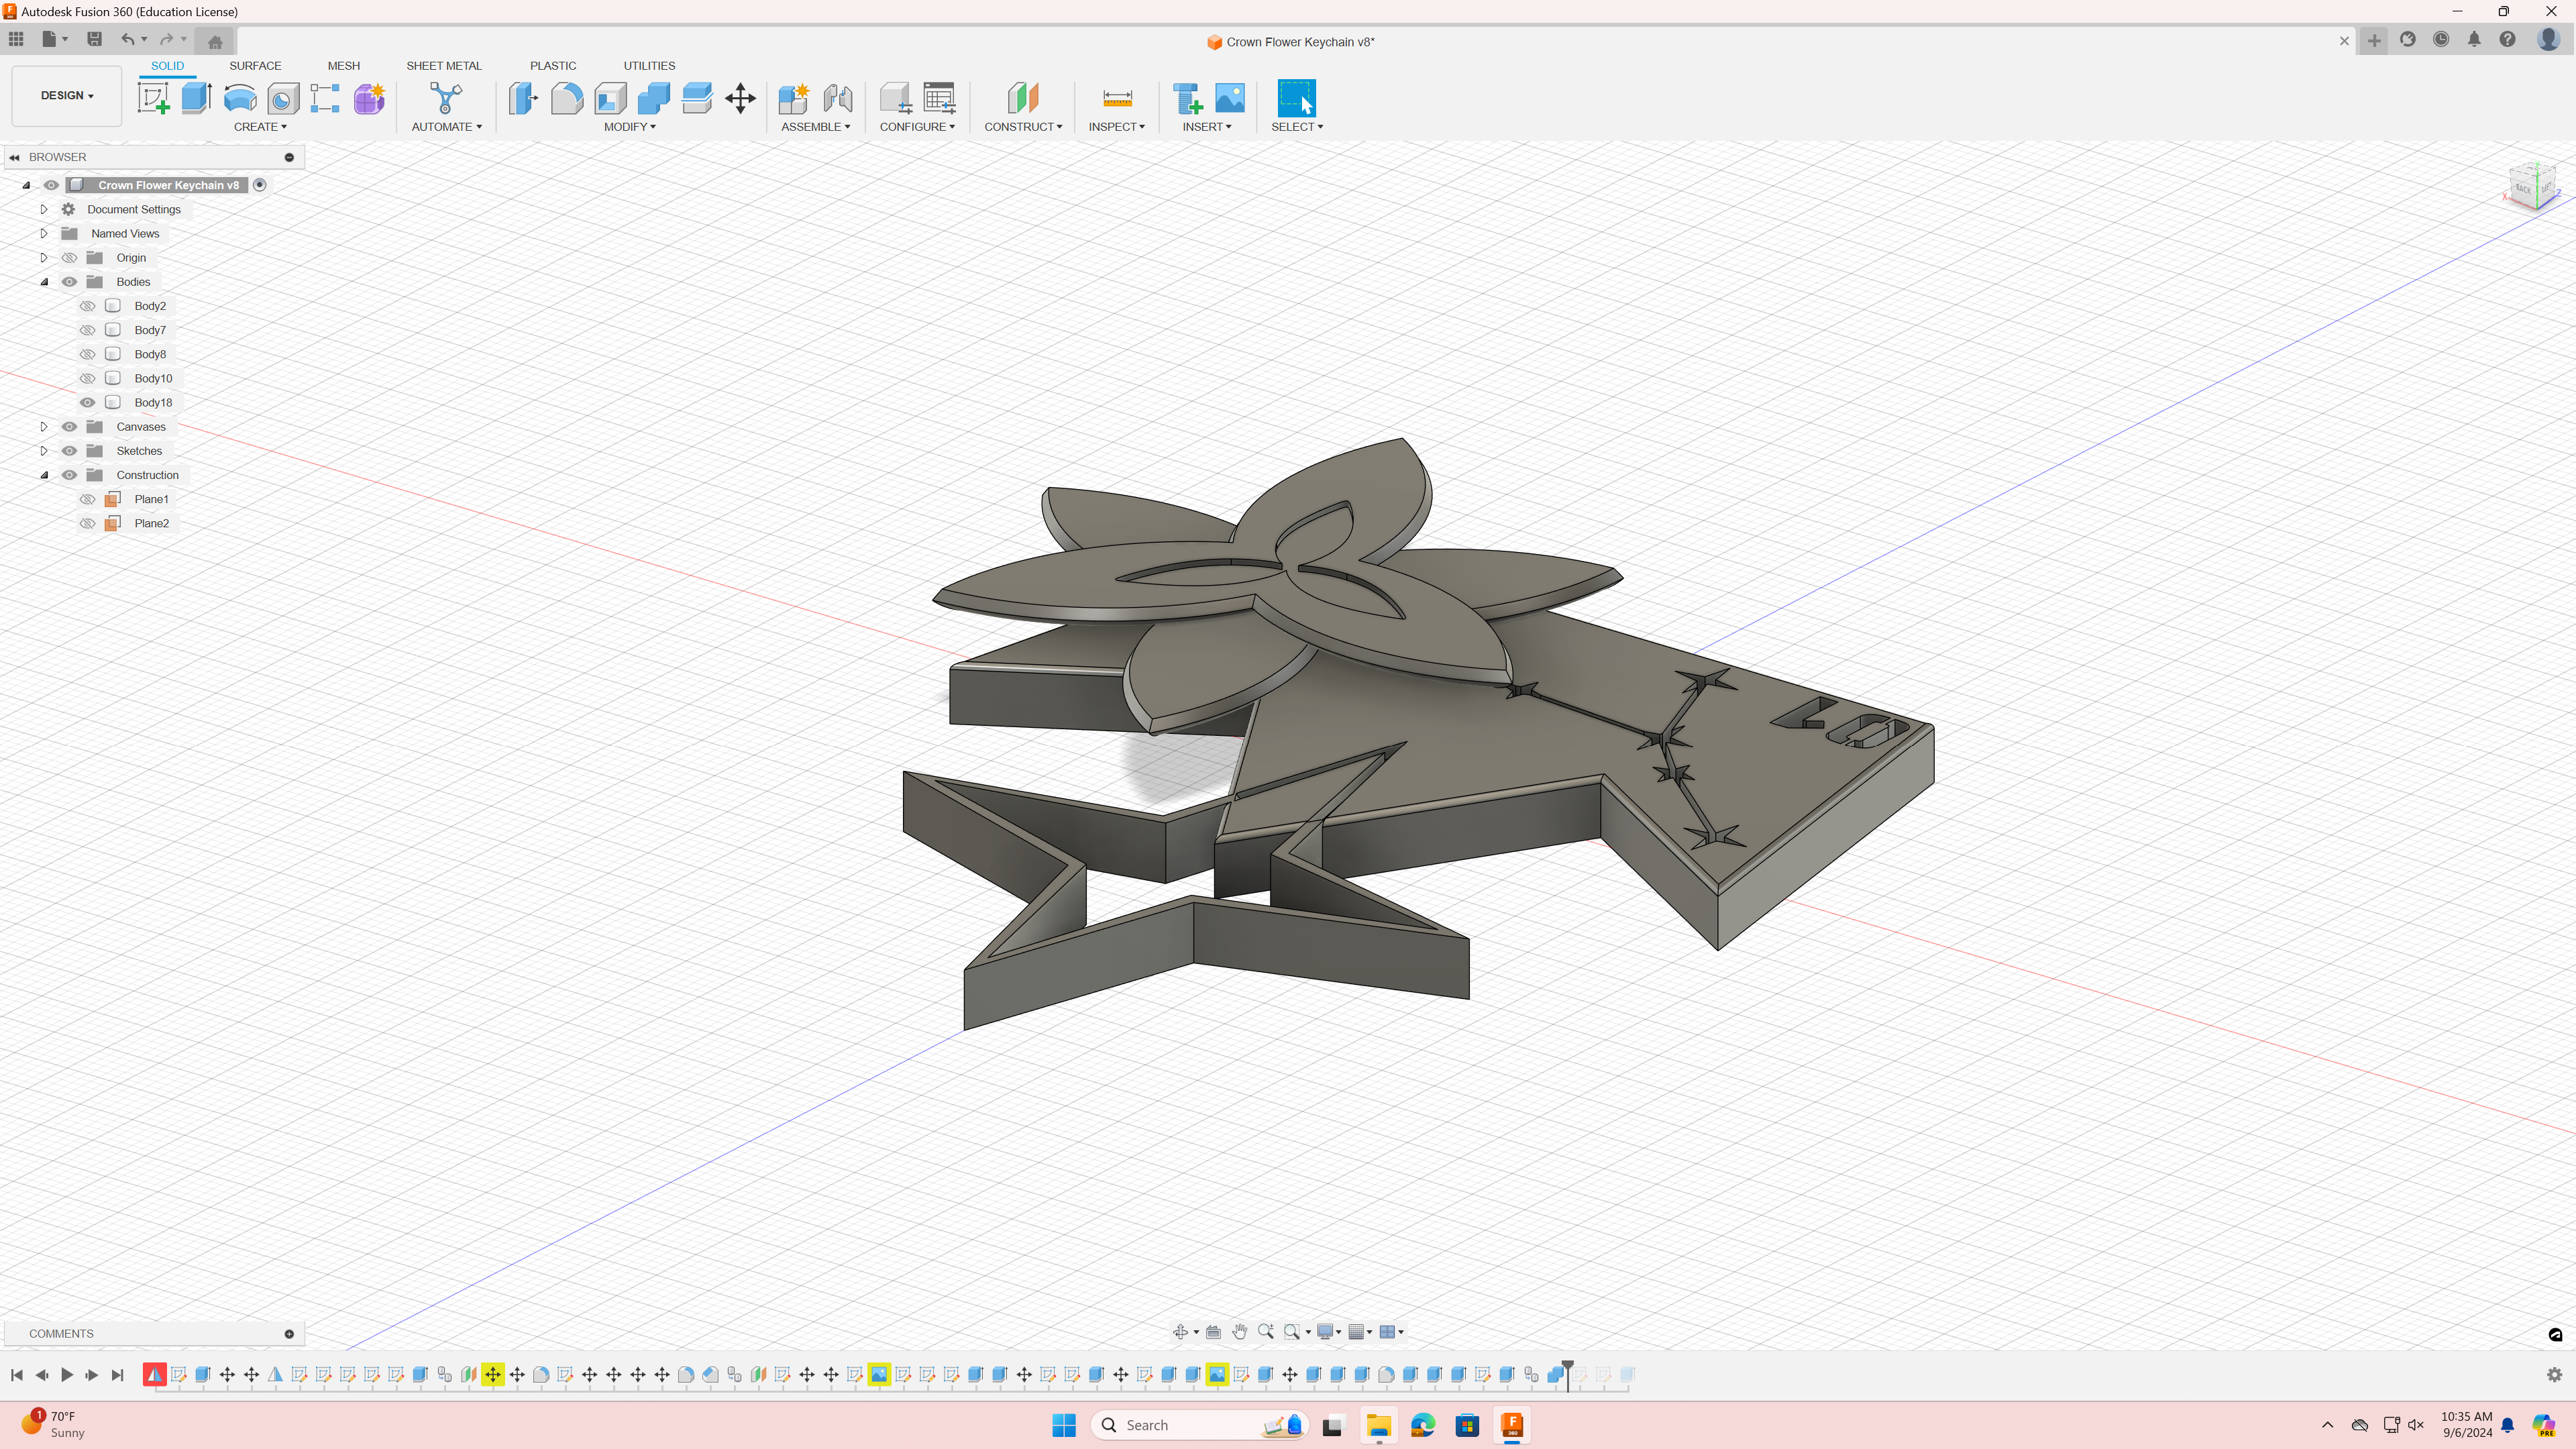 Autodesk Fusion 360 (Education License)
Crown Flower Keychain v8*
DESIGN
SOLID SURFACE MESH SHEET METAL PLASTIC UTILITIES
CREATE AUTOMATE MODIFY ASSEMBLE CONFIGURE CONSTRUCT INSPECT INSERT SELECT
BROWSER
Crown Flower Keychain v8
Document Settings
Named Views
Origin
Bodies
Body2
Body7
Body8
Body10
Body18
Canvases
Sketches
Construction
Plane1
Plane2
BACK
X
Z
COMMENTS
1
70°F
Sunny
Search
360
10:35 AM
9/6/2024
PRE